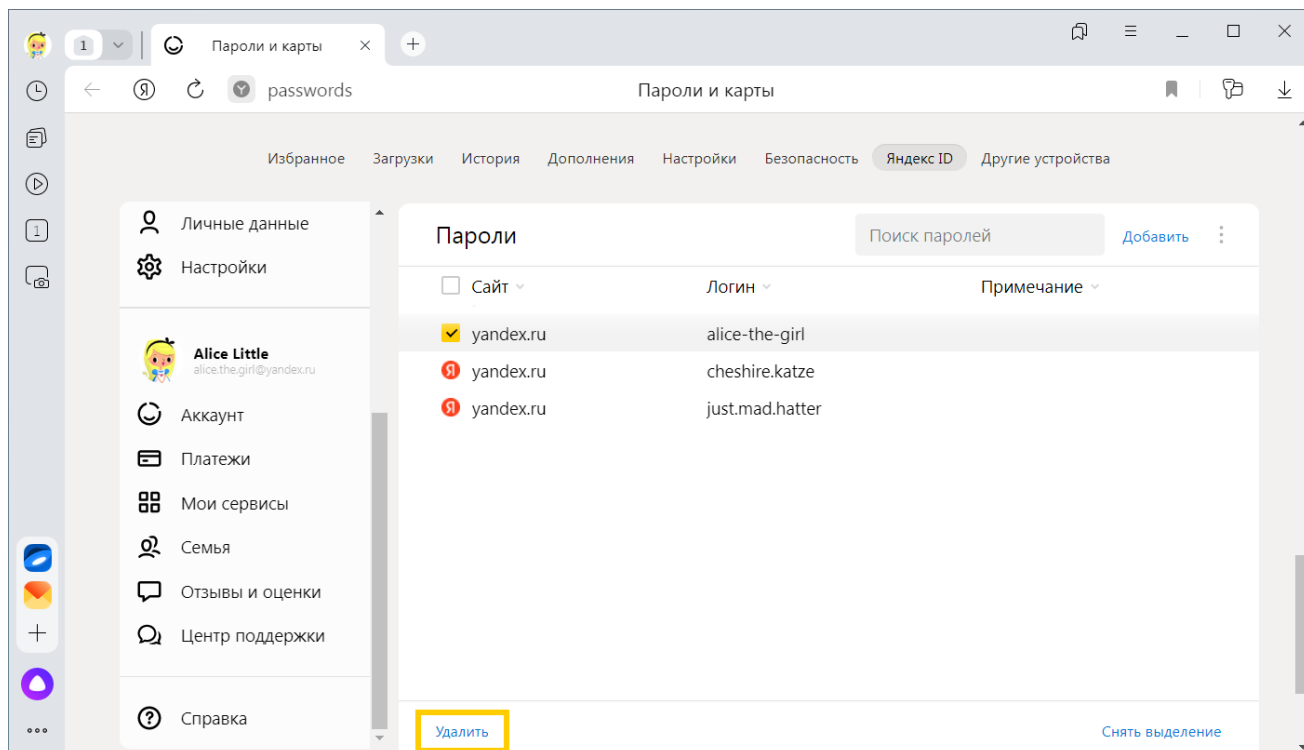 1
Пароли и карты
Я
passwords
Пароли и карты
Избранное Загрузки История Дополнения Настройки Безопасность Яндекс ID Другие устройства
1
Личные данные
Настройки
Alice Little
alice.the.girl@yandex.ru
Аккаунт
Платежи
Мои сервисы
Семья
Отзывы и оценки
Центр поддержки
Справка
Пароли
Поиск паролей
Добавить
Сайт Логин Примечание
yandex.ru alice-the-girl
Я yandex.ru cheshire.katze
Я yandex.ru just.mad.hatter
Удалить
Снять выделение